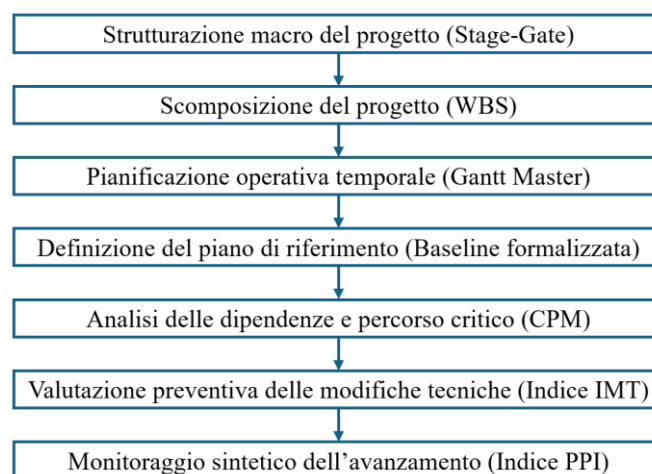 Strutturazione macro del progetto (Stage-Gate)
Scomposizione del progetto (WBS)
Pianificazione operativa temporale (Gantt Master)
Definizione del piano di riferimento (Baseline formalizzata)
Analisi delle dipendenze e percorso critico (CPM)
Valutazione preventiva delle modifiche tecniche (Indice IMT)
Monitoraggio sintetico dell’avanzamento (Indice PPI)